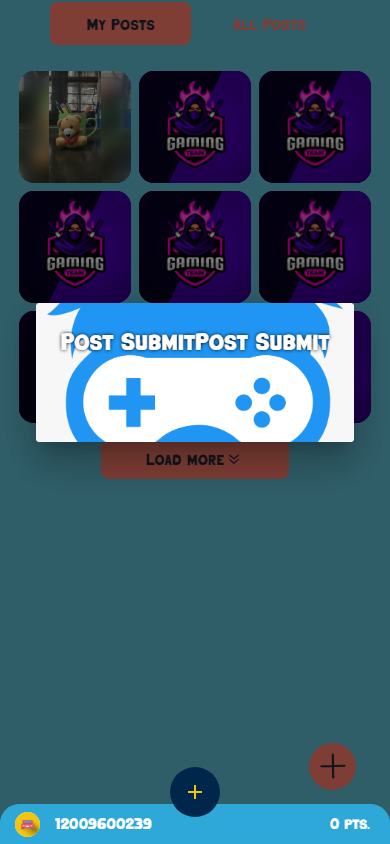 My Posts
All Posts
GAMING
TEAM
GAMING
TEAM
GAMING
TEAM
GAMING
TEAM
GAMING
TEAM
Post SubmitPost Submit
Load more
12009600239
0 pts.